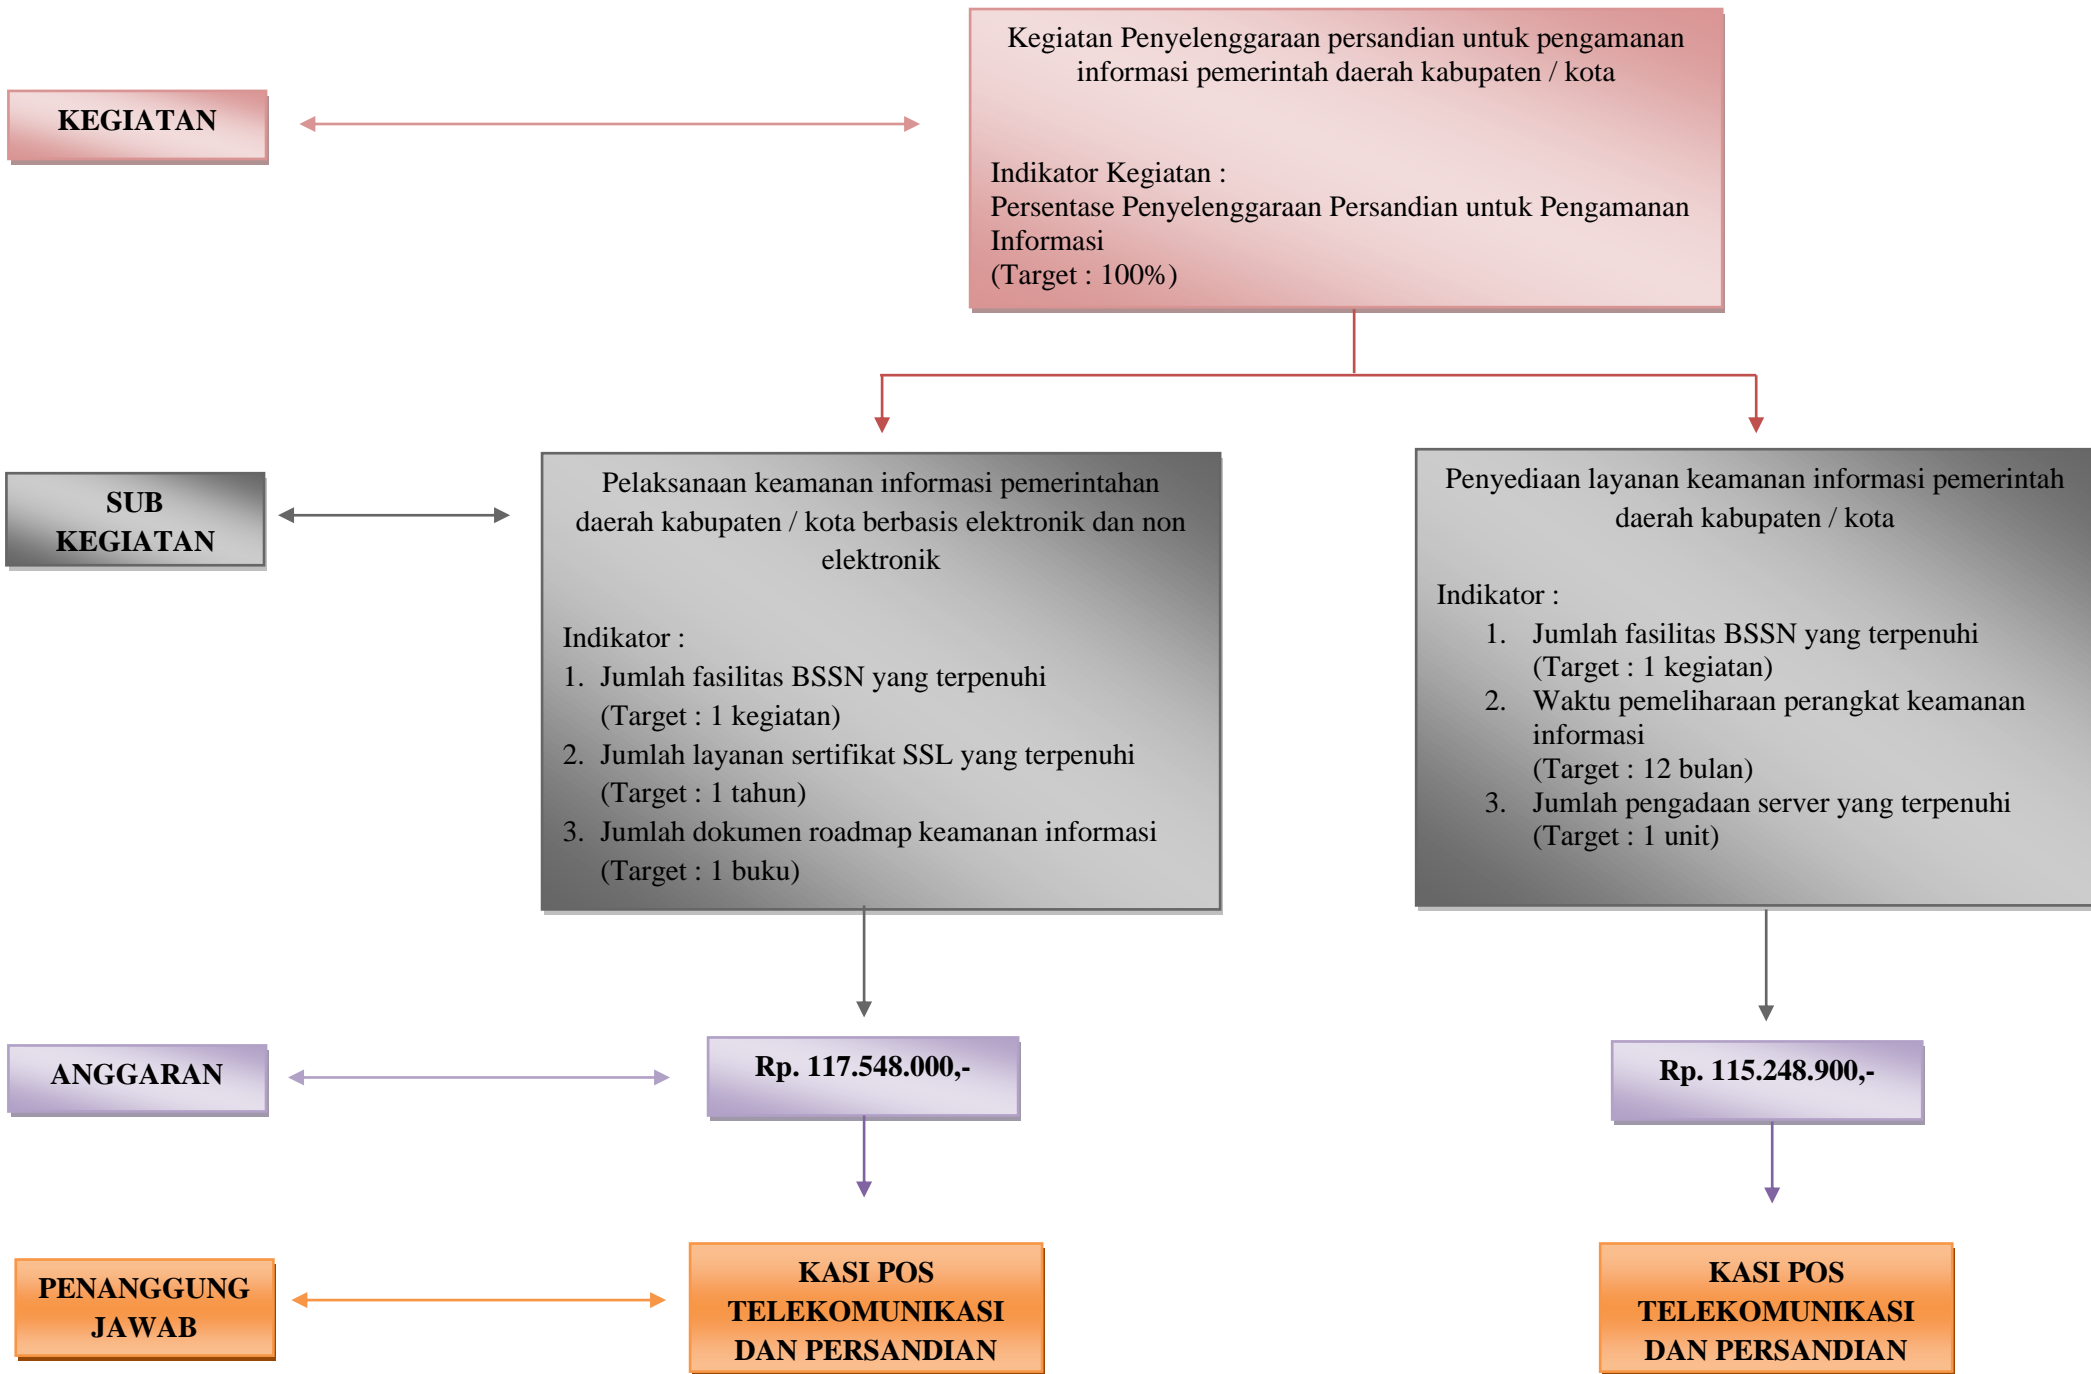 Kegiatan Penyelenggaraan persandian untuk pengamanan
informasi pemerintah daerah kabupaten / kota
KEGIATAN
Indikator Kegiatan :
Persentase Penyelenggaraan Persandian untuk Pengamanan
Informasi
(Target : 100%)
SUB
KEGIATAN
Pelaksanaan keamanan informasi pemerintahan
daerah kabupaten / kota berbasis elektronik dan non
elektronik
Indikator :
1. Jumlah fasilitas BSSN yang terpenuhi
(Target : 1 kegiatan)
2. Jumlah layanan sertifikat SSL yang terpenuhi
(Target : 1 tahun)
3. Jumlah dokumen roadmap keamanan informasi
(Target : 1 buku)
Penyediaan layanan keamanan informasi pemerintah
daerah kabupaten / kota
Indikator :
1. Jumlah fasilitas BSSN yang terpenuhi
(Target : 1 kegiatan)
2. Waktu pemeliharaan perangkat keamanan
informasi
(Target : 12 bulan)
3. Jumlah pengadaan server yang terpenuhi
(Target : 1 unit)
ANGGARAN
Rp. 117.548.000,-
Rp. 115.248.900,-
PENANGGUNG
JAWAB
KASI POS
TELEKOMUNIKASI
DAN PERSANDIAN
KASI POS
TELEKOMUNIKASI
DAN PERSANDIAN